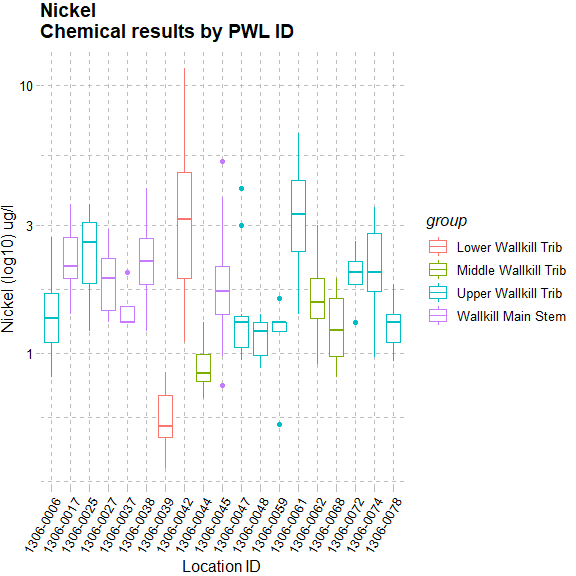 Nickel
Chemical results by PWL ID
Nickel (log10) ug/l
10
3
1
1306-0006
1306-0017
1306-0025
1306-0027
1306-0037
1306-0038
1306-0039
1306-0042
1306-0044
1306-0045
1306-0047
1306-0048
1306-0059
1306-0061
1306-0062
1306-0068
1306-0072
1306-0074
1306-0078
Location ID
group
Lower Wallkill Trib
Middle Wallkill Trib
Upper Wallkill Trib
Wallkill Main Stem